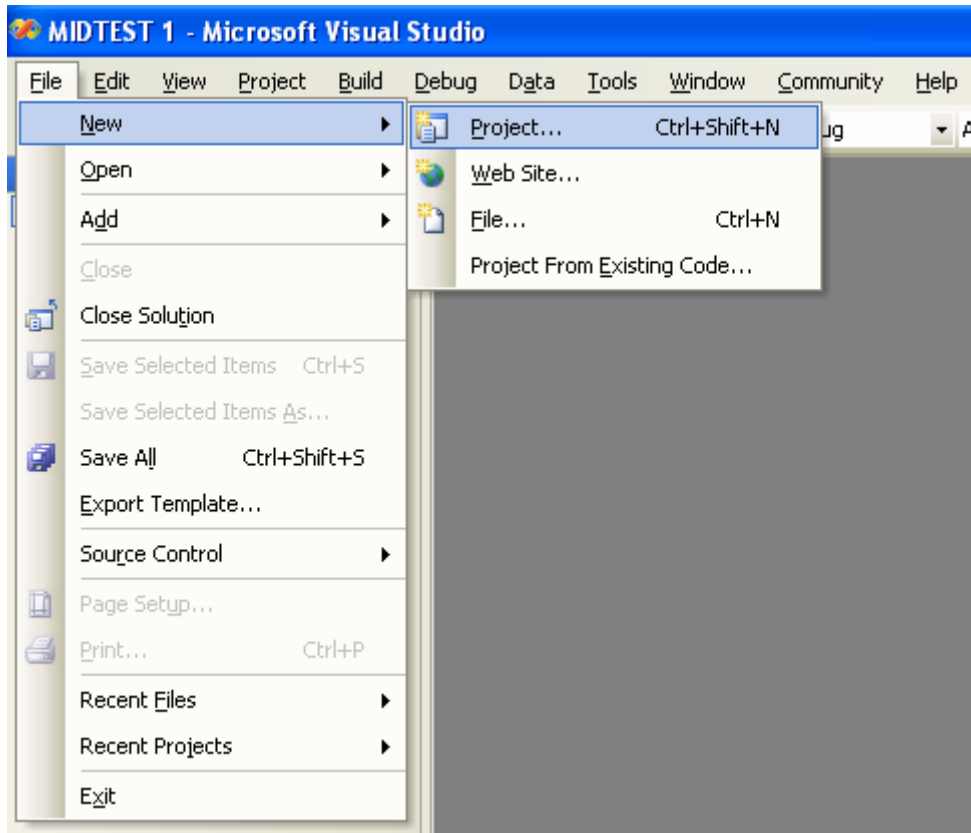 MIDTEST 1 - Microsoft Visual Studio
File Edit View Project Build Debug Data Tools Window Community Help
New
Project... Ctrl+Shift+N
ug
Open
Web Site...
Add
File... Ctrl+N
Close
Project From Existing Code...
Close Solution
Save Selected Items Ctrl+S
Save Selected Items As...
Save All Ctrl+Shift+S
Export Template...
Source Control
Page Setup...
Print... Ctrl+P
Recent Files
Recent Projects
Exit